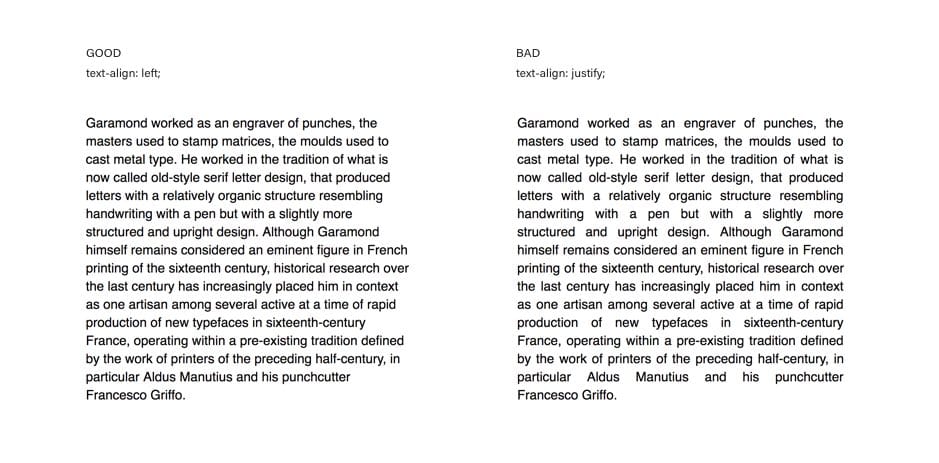 GOOD
text-align: left;
Garamond worked as an engraver of punches, the
masters used to stamp matrices, the moulds used to
cast metal type. He worked in the tradition of what is
now called old-style serif letter design, that produced
letters with a relatively organic structure resembling
handwriting with a pen but with a slightly more
structured and upright design. Although Garamond
himself remains considered an eminent figure in French
printing of the sixteenth century, historical research over
the last century has increasingly placed him in context
as one artisan among several active at a time of rapid
production of new typefaces in sixteenth-century
France, operating within a pre-existing tradition defined
by the work of printers of the preceding half-century, in
particular Aldus Manutius and his punchcutter
Francesco Griffo.
BAD
text-align: justify;
Garamond worked as an engraver of punches, the
masters used to stamp matrices, the moulds used to
cast metal type. He worked in the tradition of what is
now called old-style serif letter design, that produced
letters with a relatively organic structure resembling
handwriting with a pen but with a slightly more
structured and upright design. Although Garamond
himself remains considered an eminent figure in French
printing of the sixteenth century, historical research over
the last century has increasingly placed him in context
as one artisan among several active at a time of rapid
production of new typefaces in sixteenth-century
France, operating within a pre-existing tradition defined
by the work of printers of the preceding half-century, in
particular Aldus Manutius and his punchcutter
Francesco Griffo.